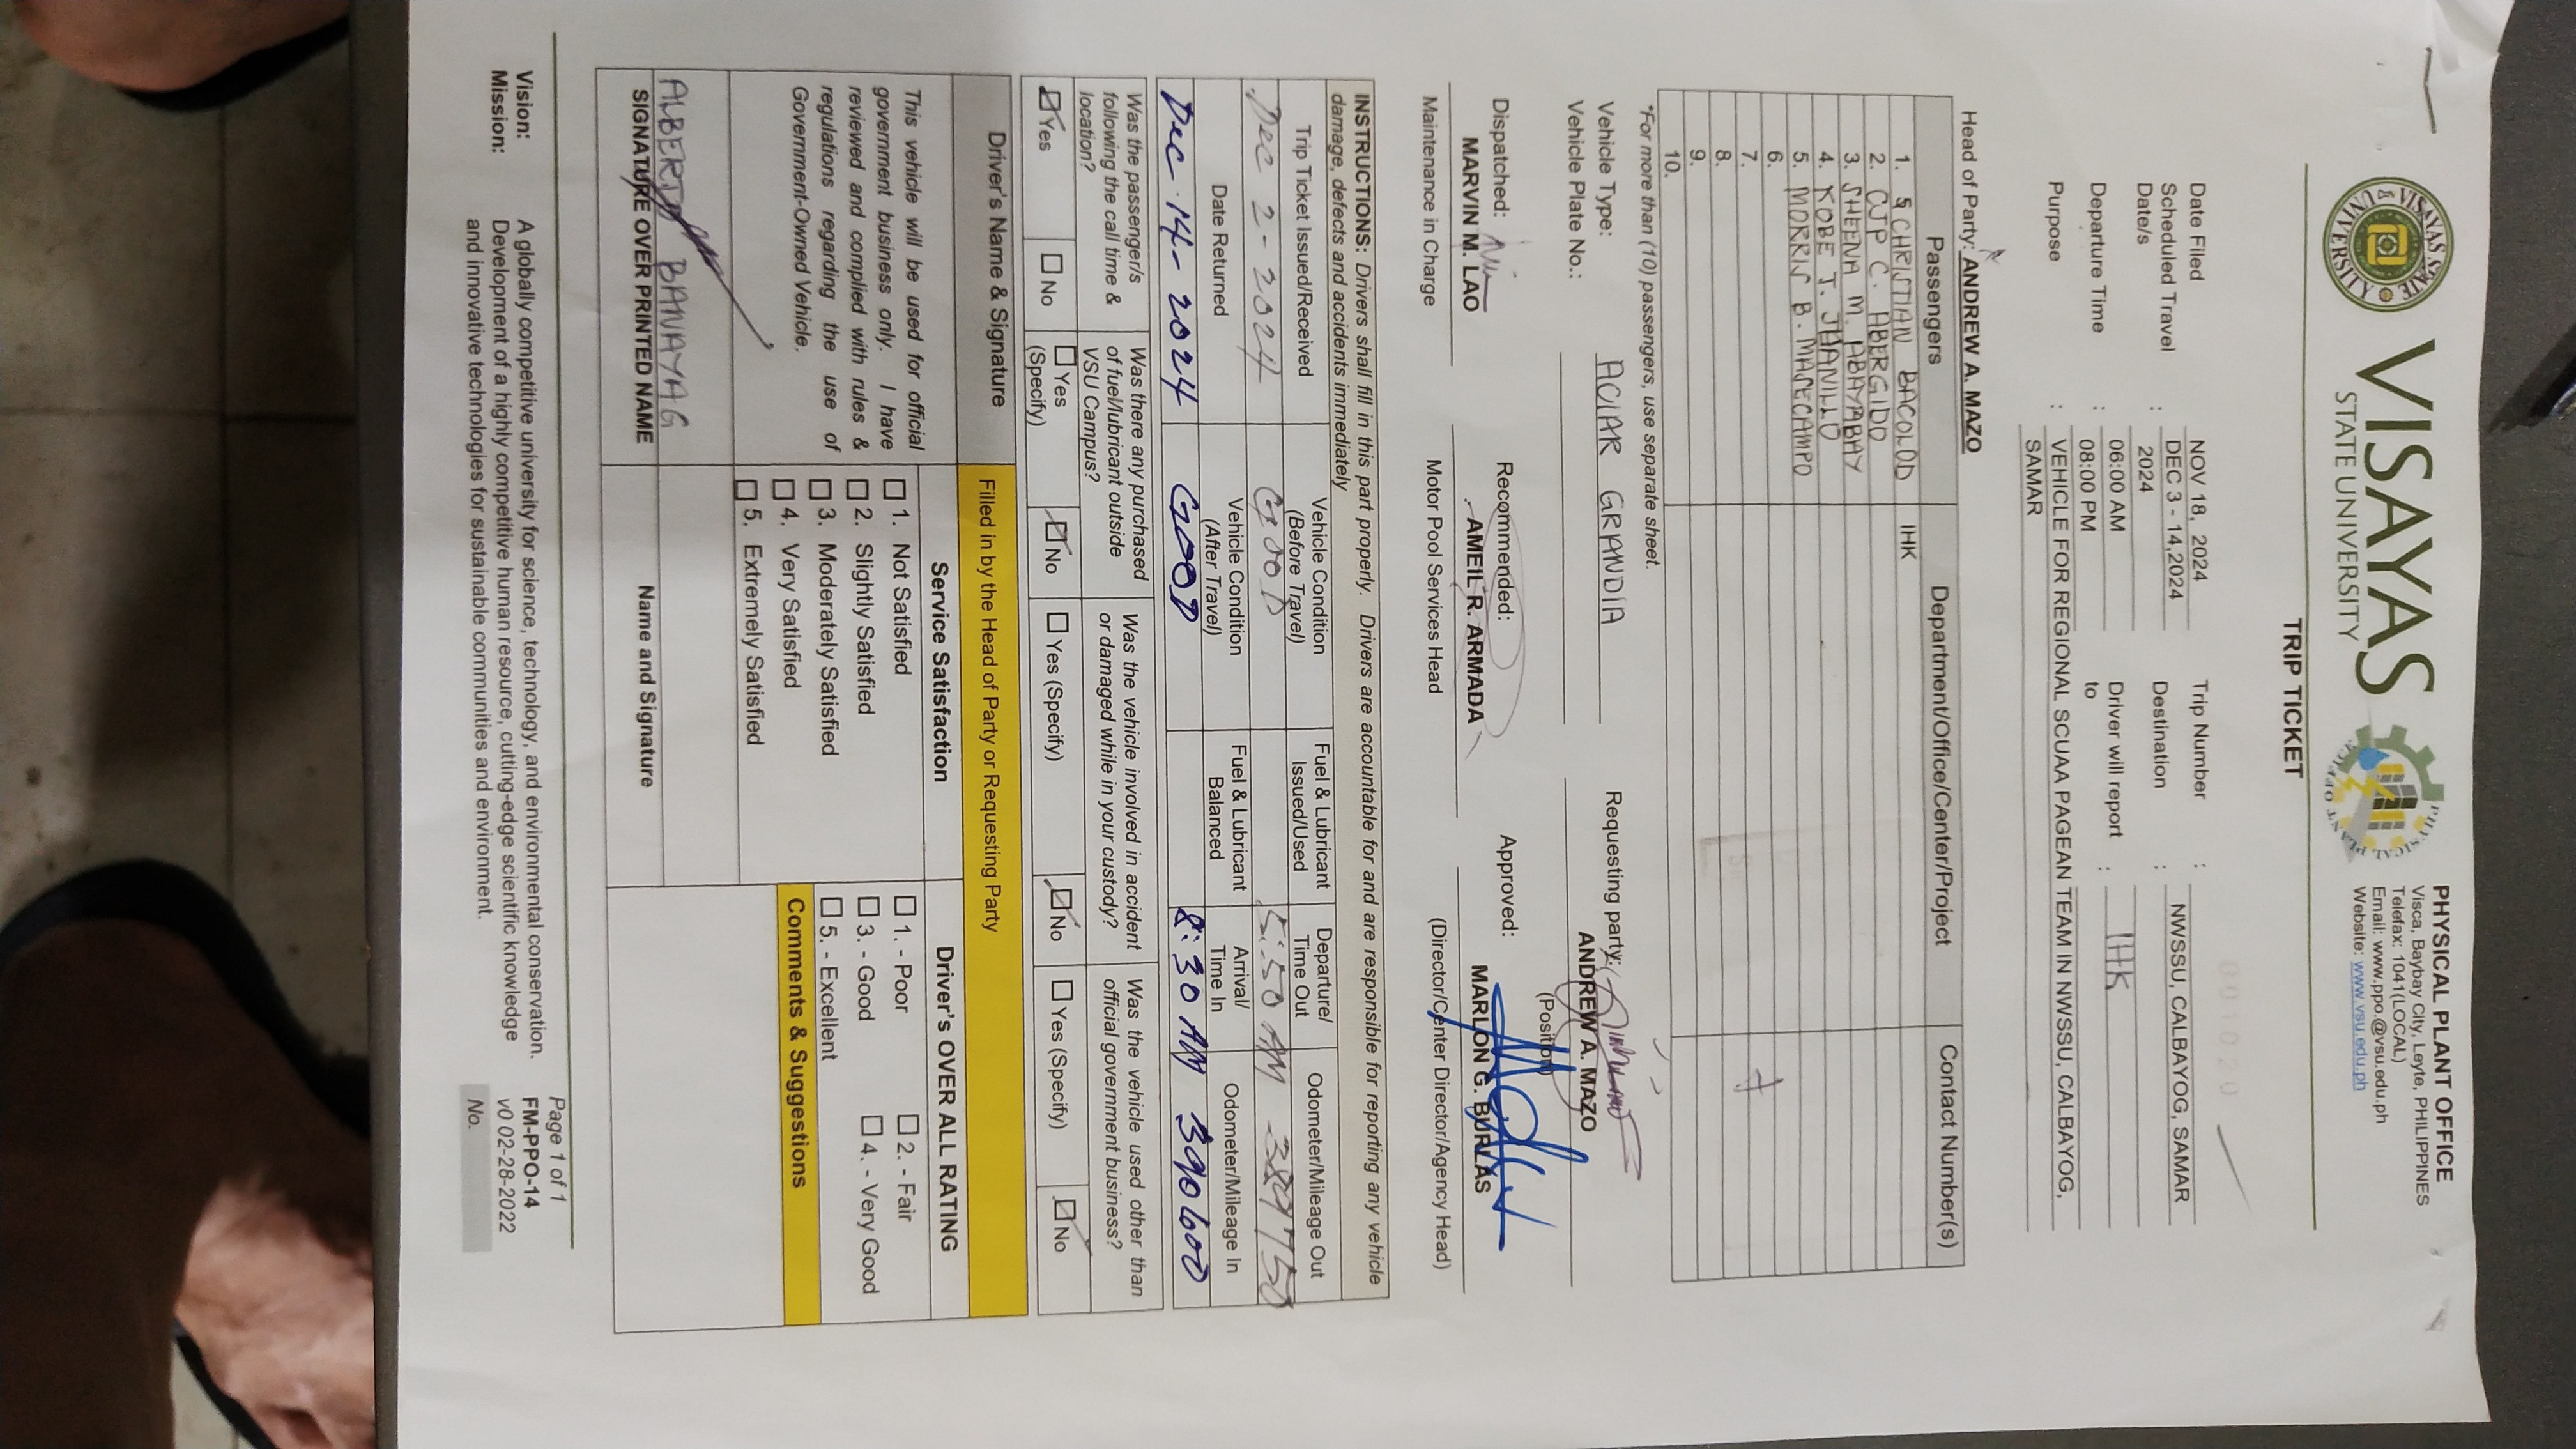 VISAYAS
STATE UNIVERSITY
PHYSICAL PLANT OFFICE
Visca, Baybay City, Leyte, PHILIPPINES
Telefax: 1041(LOCAL)
Email: www.ppo.@vsu.edu.ph
Website: www.vsu.edu.ph
TRIP TICKET
001020
Date Filed : NOV 18, 2024 Trip Number :
Scheduled Travel Date/s : DEC 3 - 14,2024 Destination : NWSSU, CALBAYOG, SAMAR
2024
Departure Time : 06:00 AM Driver will report to : IHK
08:00 PM
Purpose : VEHICLE FOR REGIONAL SCUAA PAGEAN TEAM IN NWSSU, CALBAYOG,
SAMAR
Head of Party: ANDREW A. MAZO
Passengers Department/Office/Center/Project Contact Number(s)
1. CHRISTIAN BACOLOD IHK
2. CJP C. ABERGIDO
3. SHEENA M. ABAYABAY
4. KOBE J.
5. MORRIS B. MACECAMPO
6.
7.
8.
9.
10.
*For more than (10) passengers, use separate sheet.
Vehicle Type: ACIAR GRANDIA
Vehicle Plate No.:
Requesting party:
ANDREW A. MAZO
(Position)
Dispatched: Recommended: Approved:
MARVIN M. LAO AMEIL R. ARMADA MARLON G. BURLAS
Maintenance in Charge Motor Pool Services Head (Director/Center Director/Agency Head)
INSTRUCTIONS: Drivers shall fill in this part properly. Drivers are accountable for and are responsible for reporting any vehicle
damage, defects and accidents immediately
Trip Ticket Issued/Received Vehicle Condition (Before Travel) Fuel & Lubricant Issued/Used Departure/ Time Out Odometer/Mileage Out
Dec 2 - 2024 GOOD 5:50 AM 389750
Date Returned Vehicle Condition (After Travel) Fuel & Lubricant Balanced Arrival/ Time In Odometer/Mileage In
Dec. 14 - 2024 GOOD 8:30 AM 390600
Was the passenger/s following the call time & location? Was there any purchased of fuel/lubricant outside VSU Campus? Was the vehicle involved in accident or damaged while in your custody? Was the vehicle used other than official government business?
Yes No Yes (Specify) No Yes (Specify) No Yes (Specify) No
Driver's Name & Signature Filled in by the Head of Party or Requesting Party
Service Satisfaction Driver's OVER ALL RATING
This vehicle will be used for official
government business only. I have
reviewed and complied with rules &
regulations regarding the use of
Government-Owned Vehicle.
1. Not Satisfied
2. Slightly Satisfied
3. Moderately Satisfied
4. Very Satisfied
5. Extremely Satisfied
1. - Poor 2. - Fair
3. - Good 4. - Very Good
5. - Excellent
Comments & Suggestions
ALBERTO BANAYAG
SIGNATURE OVER PRINTED NAME Name and Signature
Vision: A globally competitive university for science, technology, and environmental conservation.
Mission: Development of a highly competitive human resource, cutting-edge scientific knowledge
and innovative technologies for sustainable communities and environment.
Page 1 of 1
FM-PPO-14
v0 02-28-2022
No.